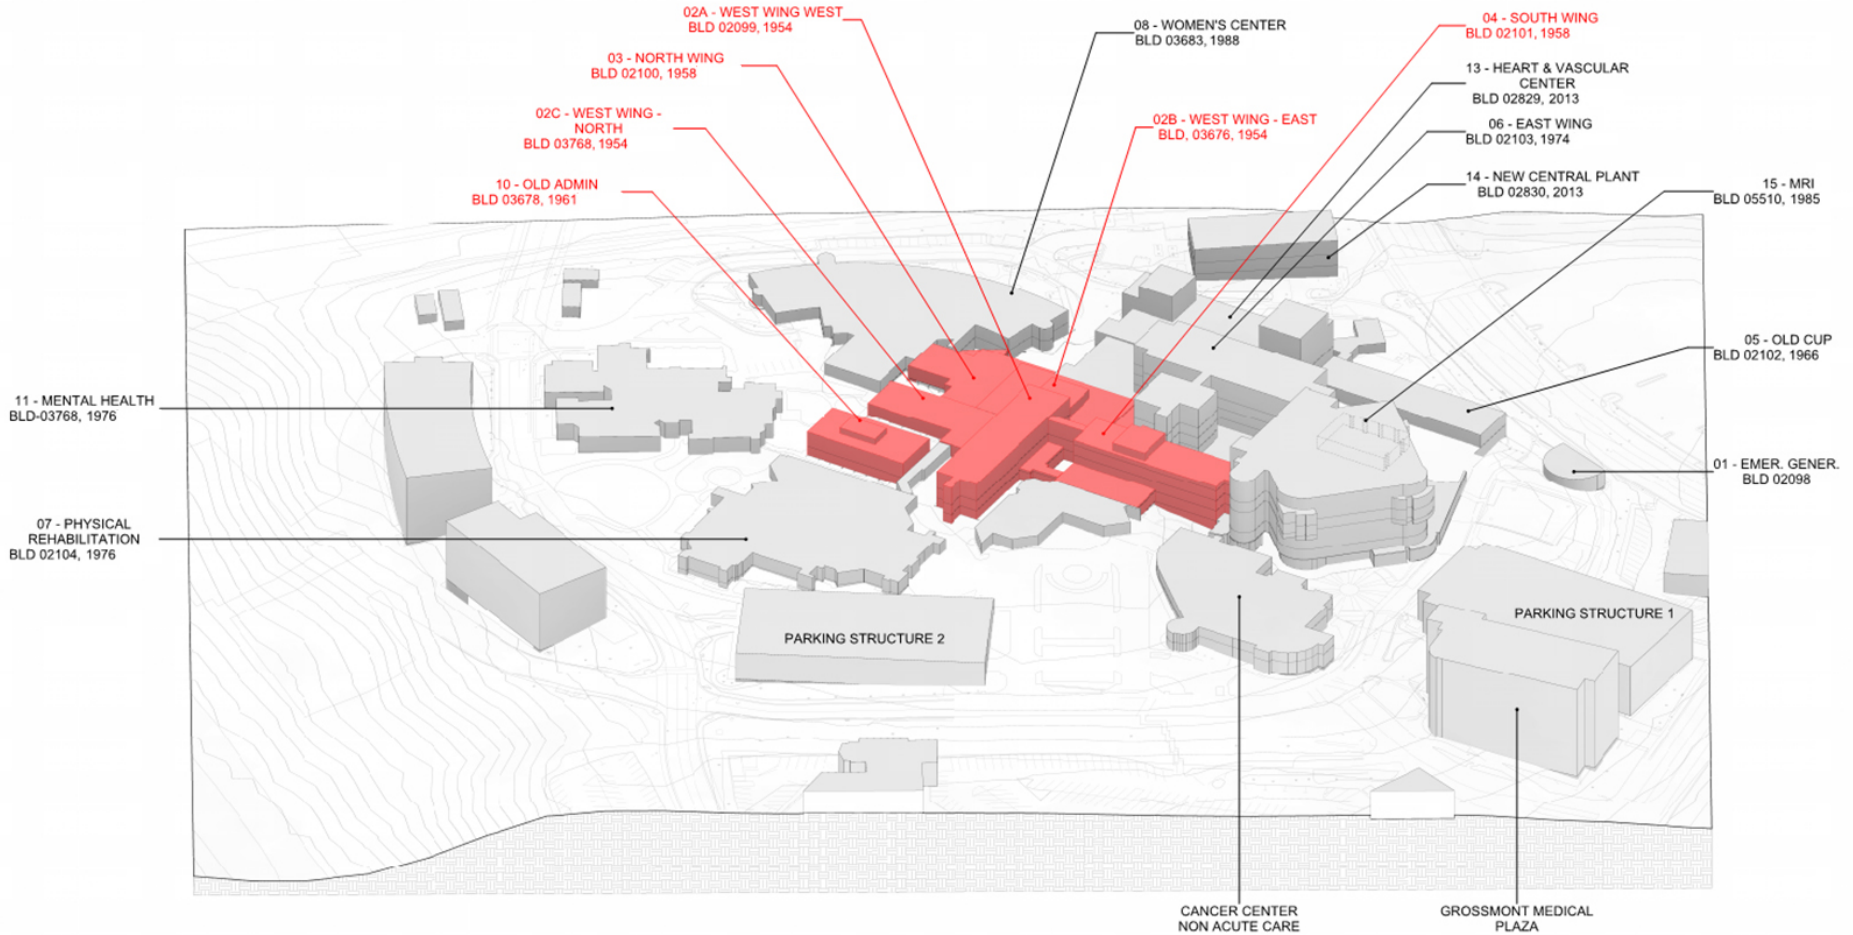 02A - WEST WING WEST
BLD 02099, 1954
03 - NORTH WING
BLD 02100, 1958
02C - WEST WING -
NORTH
BLD 03768, 1954
10 - OLD ADMIN
BLD 03678, 1961
08 - WOMEN'S CENTER
BLD 03683, 1988
02B - WEST WING - EAST
BLD, 03676, 1954
04 - SOUTH WING
BLD 02101, 1958
13 - HEART & VASCULAR
CENTER
BLD 02829, 2013
06 - EAST WING
BLD 02103, 1974
14 - NEW CENTRAL PLANT
BLD 02830, 2013
15 - MRI
BLD 05510, 1985
05 - OLD CUP
BLD 02102, 1966
01 - EMER. GENER.
BLD 02098
11 - MENTAL HEALTH
BLD-03768, 1976
07 - PHYSICAL
REHABILITATION
BLD 02104, 1976
PARKING STRUCTURE 2
PARKING STRUCTURE 1
CANCER CENTER
NON ACUTE CARE
GROSSMONT MEDICAL
PLAZA